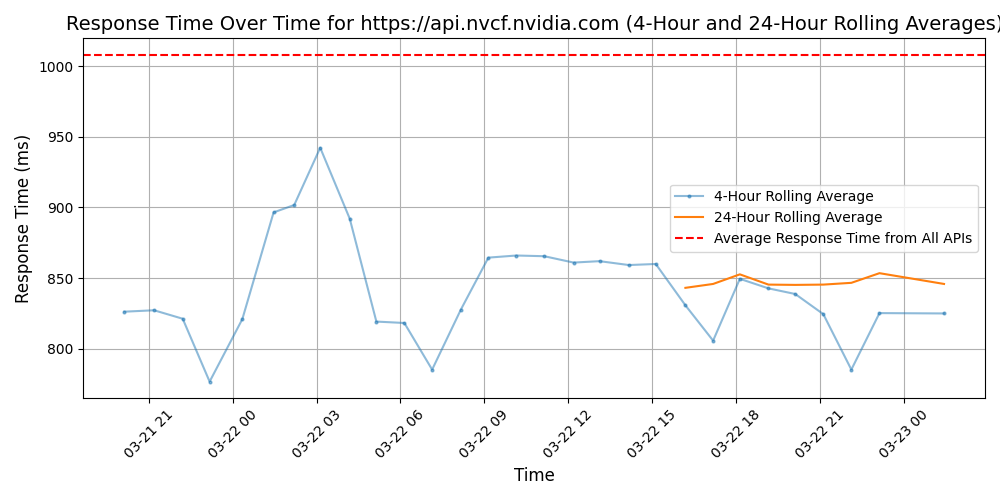 Response Time Over Time for https://api.nvcf.nvidia.com (4-Hour and 24-Hour Rolling Averages)
Response Time (ms)
1000
950
900
850
800
4-Hour Rolling Average
24-Hour Rolling Average
Average Response Time from All APIs
03-21 21
03-22 00
03-22 03
03-22 06
03-22 09
03-22 12
03-22 15
03-22 18
03-22 21
03-23 00
Time